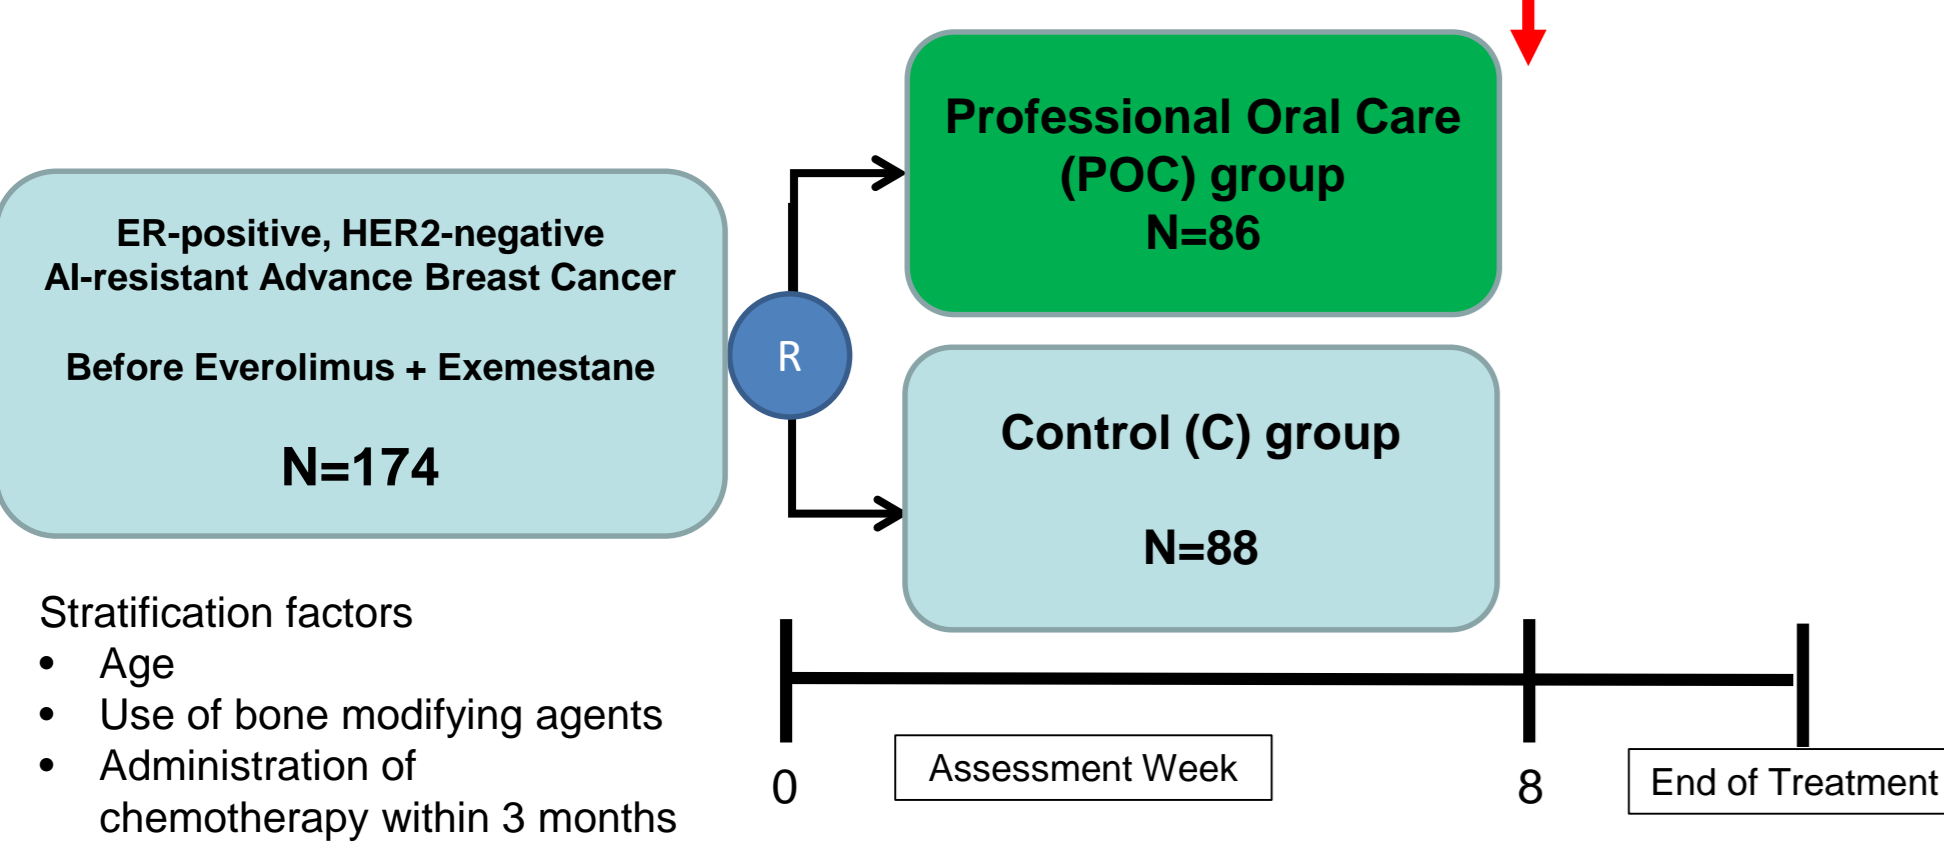 Professional Oral Care
(POC) group
N=86
ER-positive, HER2-negative
AI-resistant Advance Breast Cancer
Before Everolimus + Exemestane
N=174
R
Control (C) group
N=88
Stratification factors
• Age
• Use of bone modifying agents
• Administration of
chemotherapy within 3 months
0
Assessment Week
8
End of Treatment